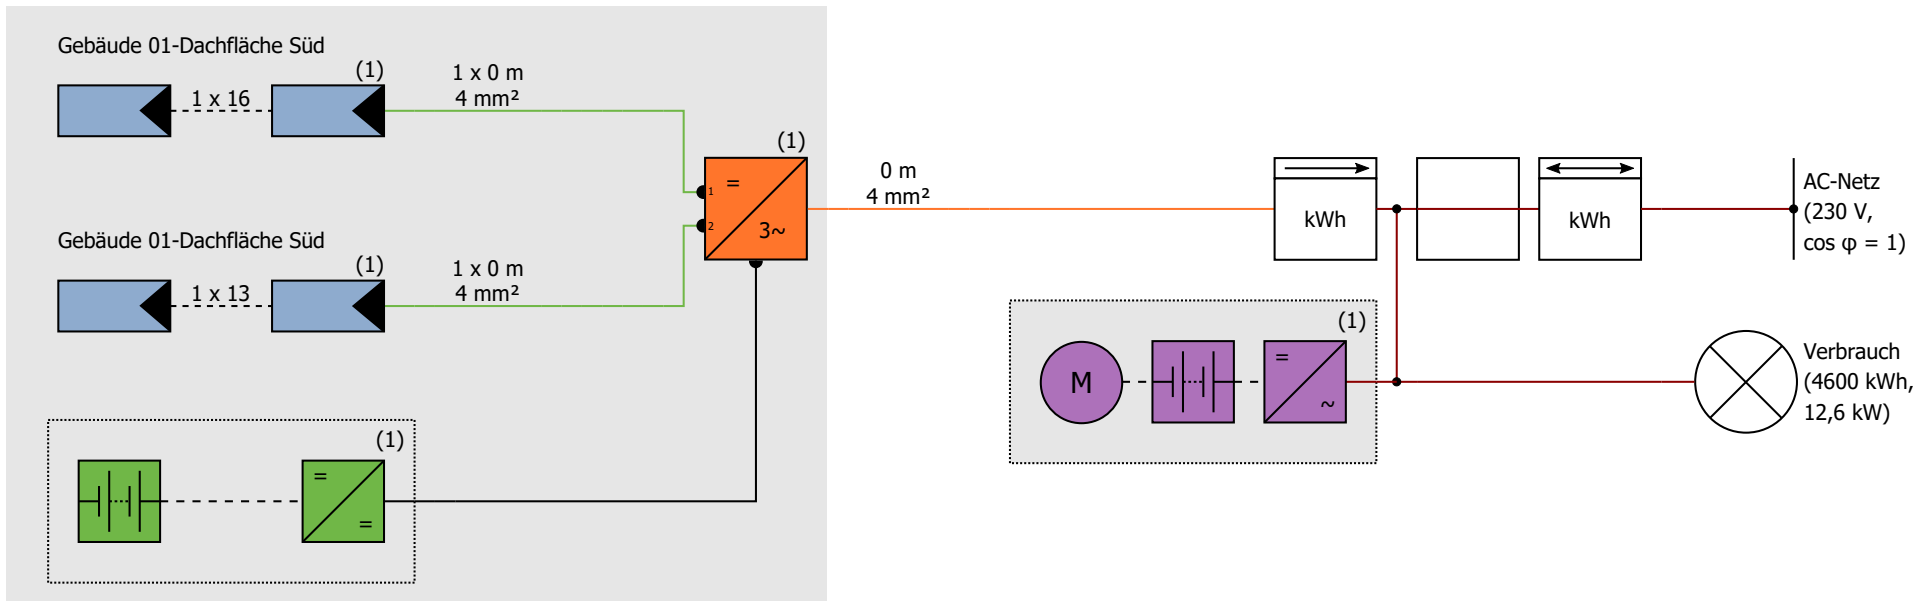 Gebäude 01-Dachfläche Süd
(1)
1 x 16
1 x 0 m
4 mm²
Gebäude 01-Dachfläche Süd
(1)
1 x 13
1 x 0 m
4 mm²
(1)
1
2
=
3~
0 m
4 mm²
kWh
kWh
AC-Netz
(230 V,
cos φ = 1)
(1)
M
=
~
Verbrauch
(4600 kWh,
12,6 kW)
(1)
=
=